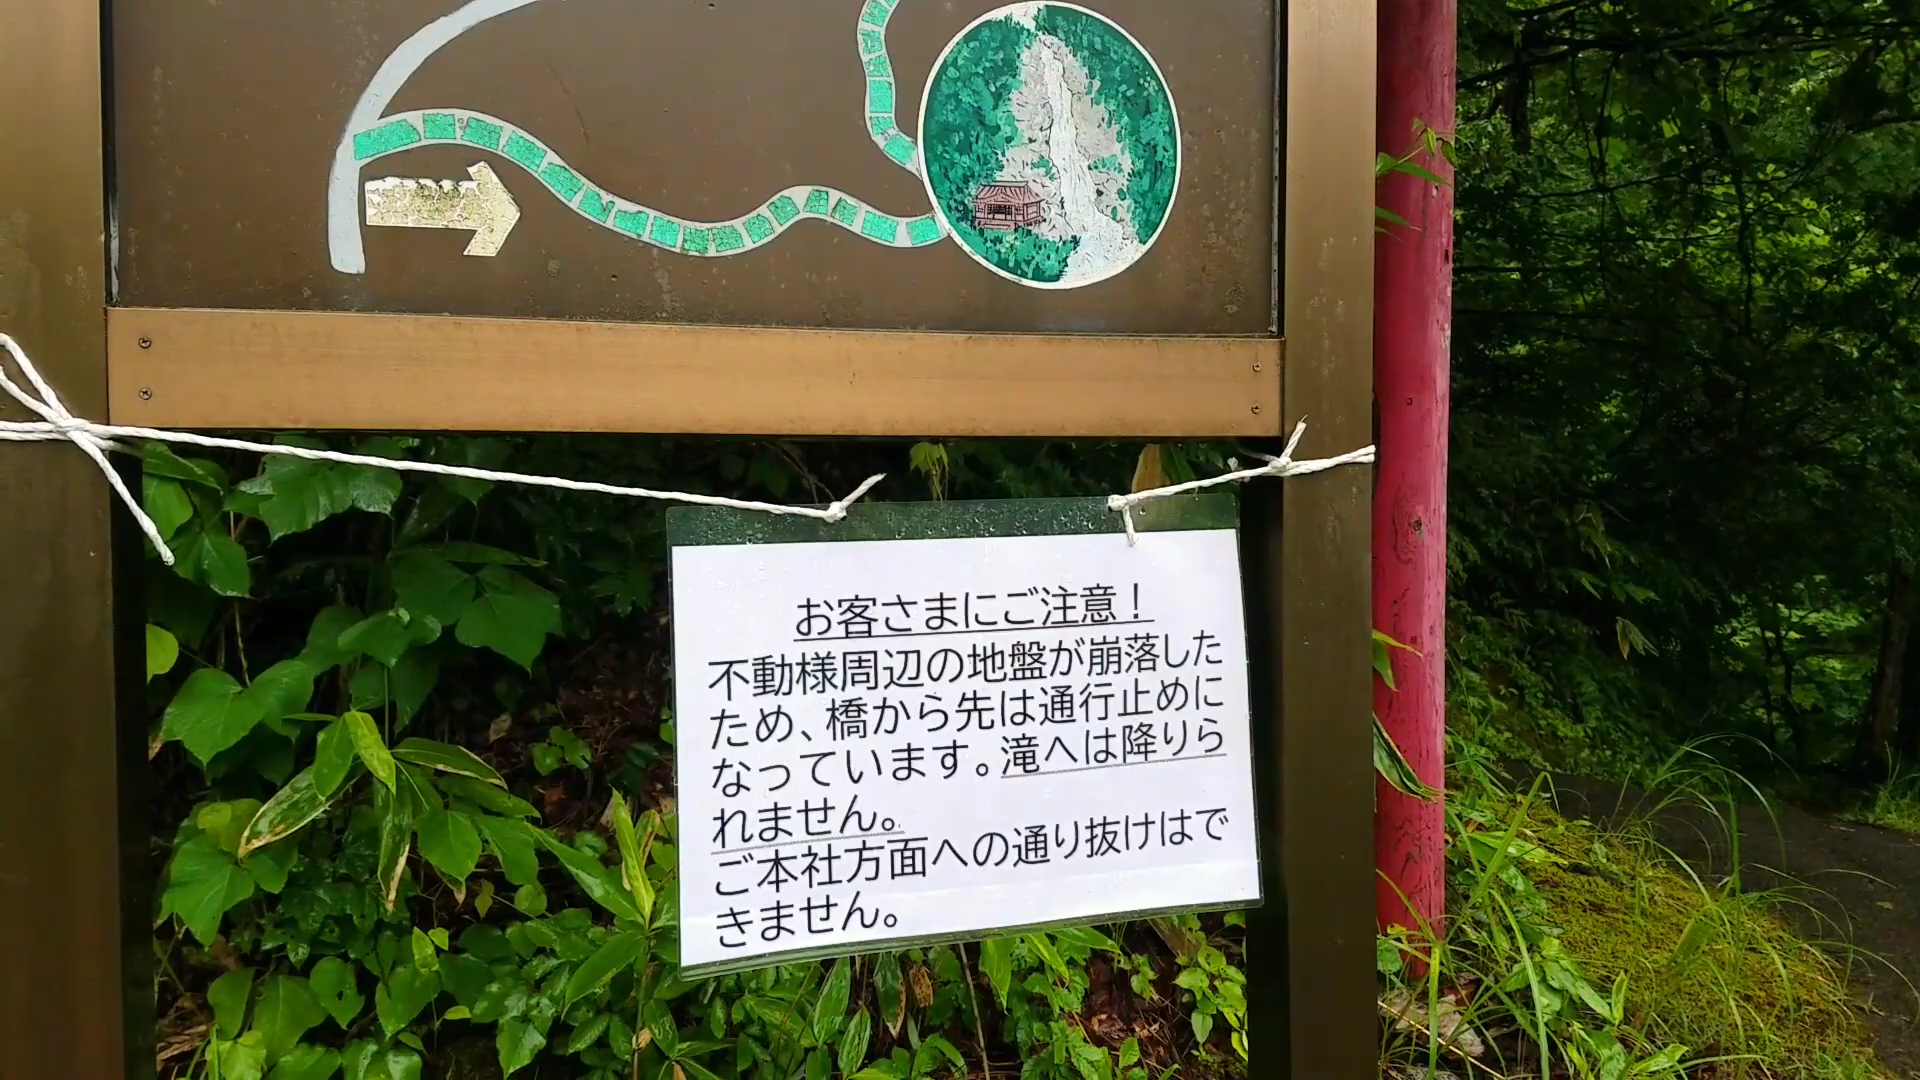 お客さまにご注意！
不動様周辺の地盤が崩落した
ため、橋から先は通行止めに
なっています。滝へは降りら
れません。
ご本社方面への通り抜けはで
きません。